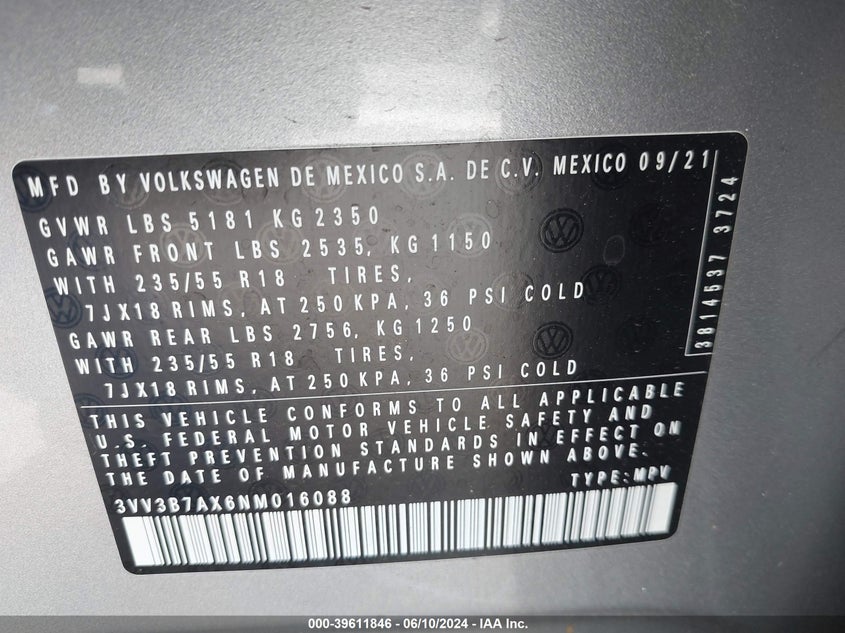 MFD BY VOLKSWAGEN DE MEXICO S.A. DE C.V. MEXICO 09/21
GVWR LBS 5181 KG 2350
GAWR FRONT LBS 2535, KG 1150
WITH 235/55 R18 TIRES,
7JX18 RIMS, AT 250 KPA, 36 PSI COLD
GAWR REAR LBS 2756, KG 1250
WITH 235/55 R18 TIRES,
7JX18 RIMS, AT 250 KPA, 36 PSI COLD
3814537 3724
THIS VEHICLE CONFORMS TO ALL APPLICABLE
U.S. FEDERAL MOTOR VEHICLE SAFETY AND
THEFT PREVENTION STANDARDS IN EFFECT ON
THE DATE OF MANUFACTURE SHOWN ABOVE.
3VV3B7AX6NM016088 TYPE: MPV
000-39611846 - 06/10/2024 - IAA Inc.